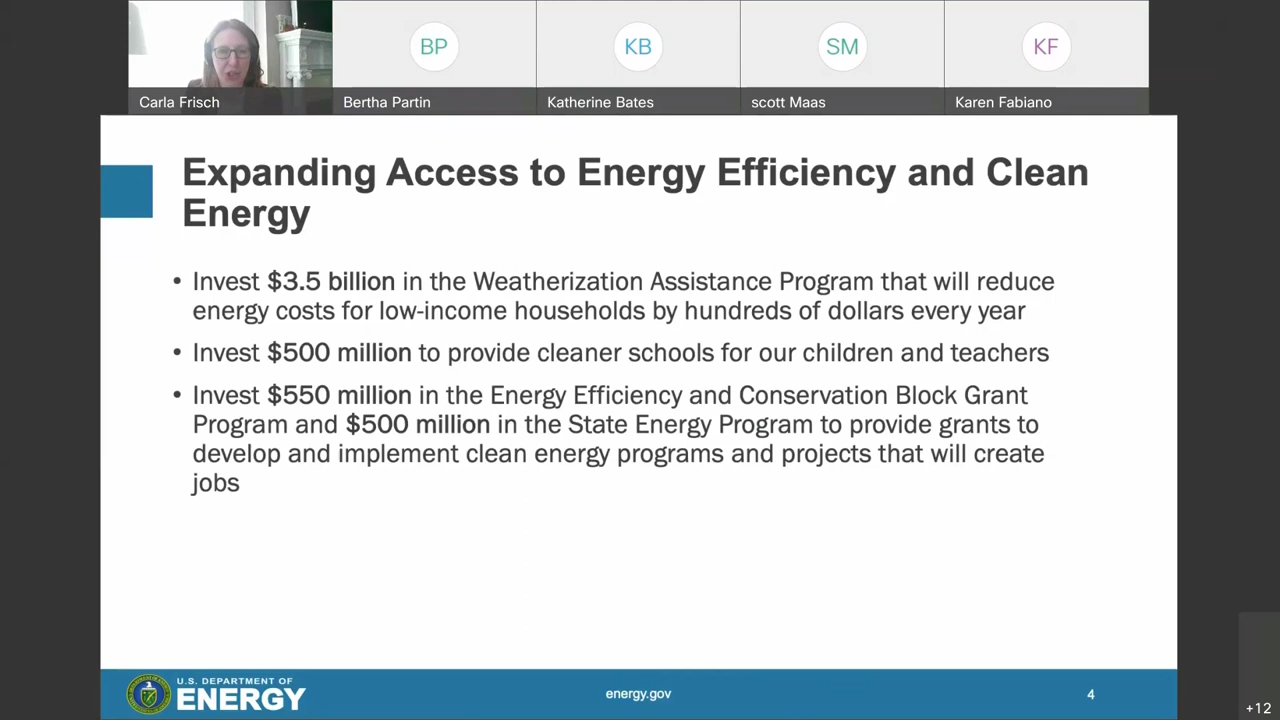 BP
KB
SM
KF
Carla Frisch
Bertha Partin
Katherine Bates
scott Maas
Karen Fabiano
Expanding Access to Energy Efficiency and Clean
Energy
• Invest $3.5 billion in the Weatherization Assistance Program that will reduce
energy costs for low-income households by hundreds of dollars every year
• Invest $500 million to provide cleaner schools for our children and teachers
• Invest $550 million in the Energy Efficiency and Conservation Block Grant
Program and $500 million in the State Energy Program to provide grants to
develop and implement clean energy programs and projects that will create
jobs
U.S. DEPARTMENT OF
ENERGY
energy.gov
4
+12